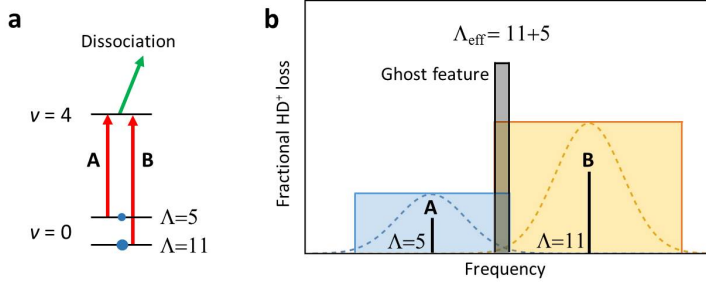 a
Dissociation
v = 4
A
B
v = 0
Λ=5
Λ=11
b
Λeff = 11+5
Ghost feature
Fractional HD⁺ loss
A
B
Λ=5
Λ=11
Frequency